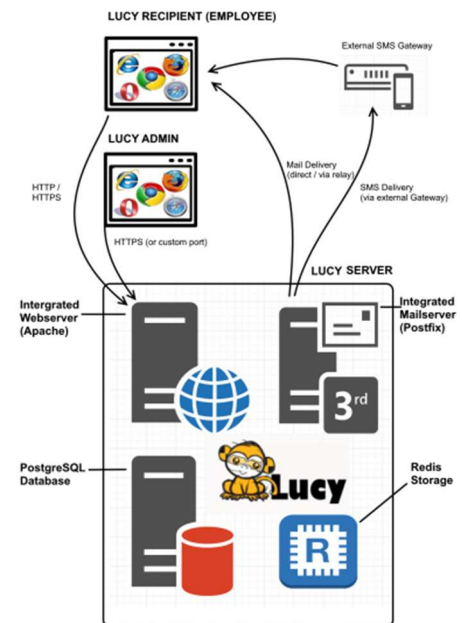 LUCY RECIPIENT (EMPLOYEE)
External SMS Gateway
LUCY ADMIN
HTTP /
HTTPS
Mail Delivery
(direct / via relay)
SMS Delivery
(via external Gateway)
HTTPS (or custom port)
LUCY SERVER
Intergrated
Webserver
(Apache)
Integrated
Mailserver
(Postfix)
3rd
PostgreSQL
Database
Lucy
Redis
Storage
R